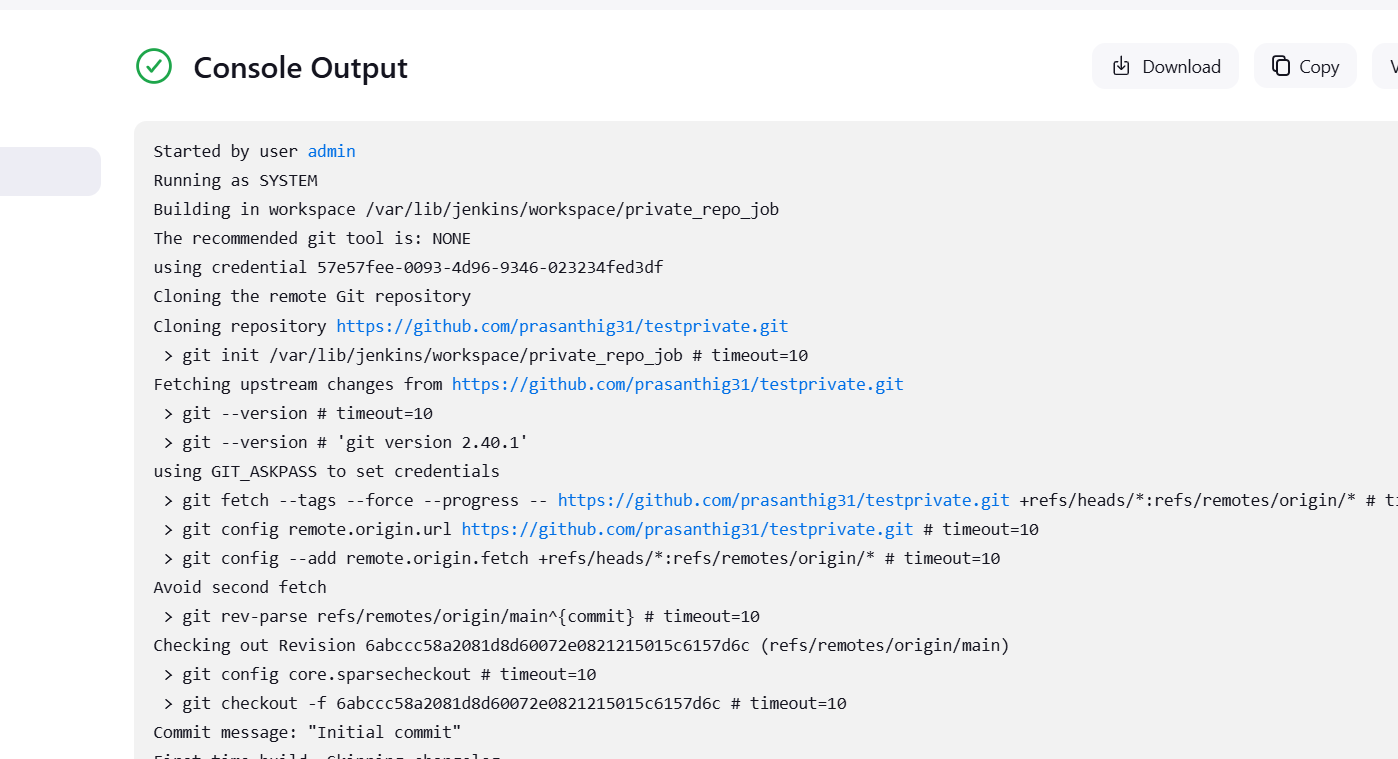 Console Output
Download
Copy
Started by user admin
Running as SYSTEM
Building in workspace /var/lib/jenkins/workspace/private_repo_job
The recommended git tool is: NONE
using credential 57e57fee-0093-4d96-9346-023234fed3df
Cloning the remote Git repository
Cloning repository https://github.com/prasanthig31/testprivate.git
 > git init /var/lib/jenkins/workspace/private_repo_job # timeout=10
Fetching upstream changes from https://github.com/prasanthig31/testprivate.git
 > git --version # timeout=10
 > git --version # 'git version 2.40.1'
using GIT_ASKPASS to set credentials
 > git fetch --tags --force --progress -- https://github.com/prasanthig31/testprivate.git +refs/heads/*:refs/remotes/origin/* #
 > git config remote.origin.url https://github.com/prasanthig31/testprivate.git # timeout=10
 > git config --add remote.origin.fetch +refs/heads/*:refs/remotes/origin/* # timeout=10
Avoid second fetch
 > git rev-parse refs/remotes/origin/main^{commit} # timeout=10
Checking out Revision 6abccc58a2081d8d60072e0821215015c6157d6c (refs/remotes/origin/main)
 > git config core.sparsecheckout # timeout=10
 > git checkout -f 6abccc58a2081d8d60072e0821215015c6157d6c # timeout=10
Commit message: "Initial commit"